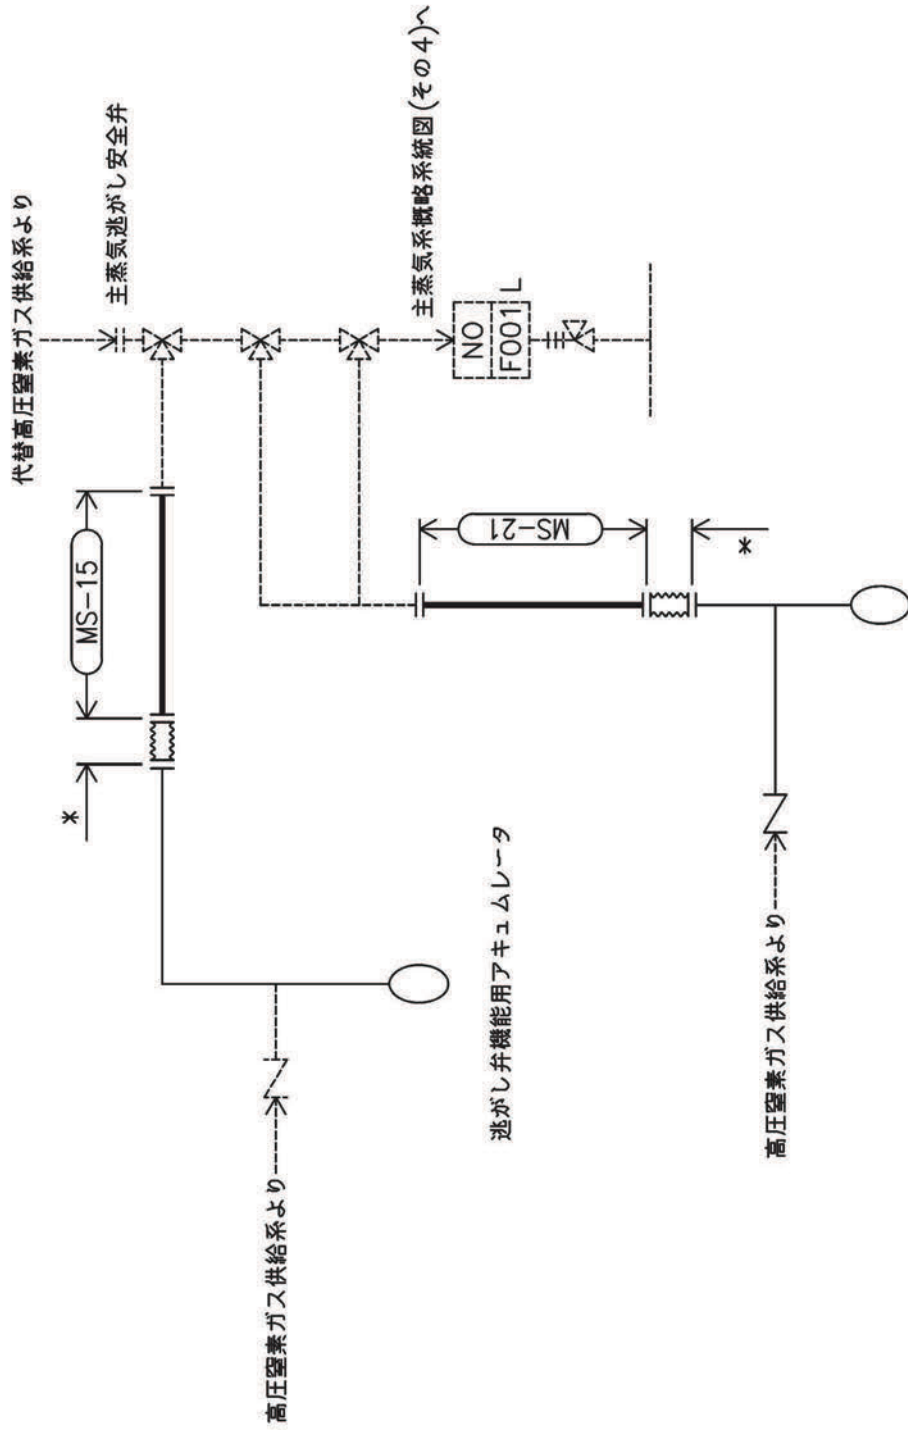 代替高圧窒素ガス供給系より
主蒸気逃がし安全弁
主蒸気系概略系統図(その4)へ
NO
F001
L
MS-15
*
MS-21
*
逃がし弁機能用アキュムレータ
高圧窒素ガス供給系より
高圧窒素ガス供給系より